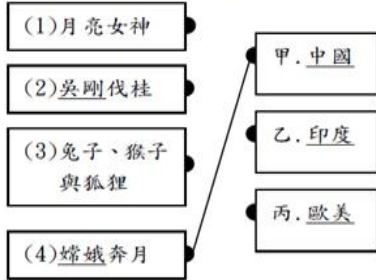 (1)月亮女神
(2)吳剛伐桂
(3)兔子、猴子
與狐狸
(4)嫦娥奔月
甲.中國
乙.印度
丙.歐美